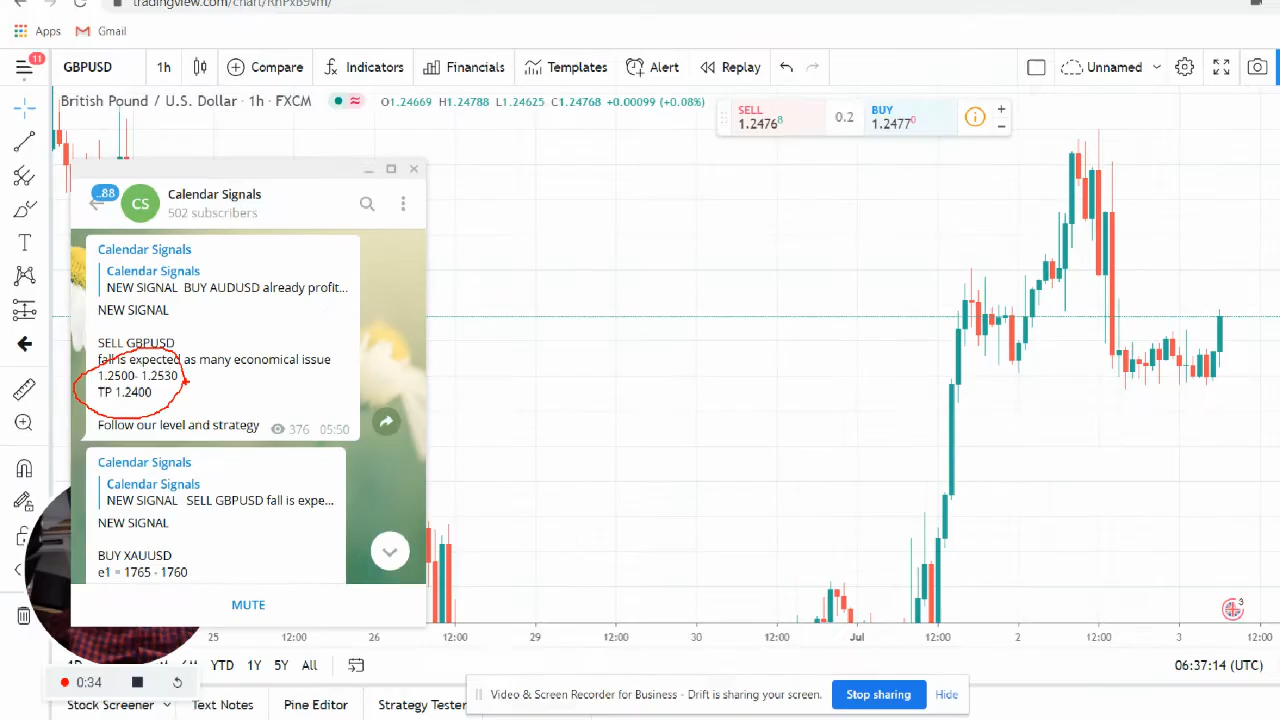 tradingview.com/chart/RnPxB9vm/
Apps
Gmail
11
GBPUSD
1h
Compare
Indicators
Financials
Templates
Alert
Replay
Unnamed
British Pound / U.S. Dollar · 1h · FXCM
O1.24669 H1.24788 L1.24625 C1.24768 +0.00099 (+0.08%)
SELL
1.24768
0.2
BUY
1.24770
..88
CS
Calendar Signals
502 subscribers
Calendar Signals
Calendar Signals
NEW SIGNAL BUY AUDUSD already profit...
NEW SIGNAL
SELL GBPUSD
fall is expected as many economical issue
1.2500- 1.2530
TP 1.2400
Follow our level and strategy
376 05:50
Calendar Signals
Calendar Signals
NEW SIGNAL SELL GBPUSD fall is expe...
NEW SIGNAL
BUY XAUUSD
e1 = 1765 - 1760
MUTE
3
25 12:00 26 12:00 29 12:00 30 12:00 Jul 12:00 2 12:00 3 12:00
YTD 1Y 5Y All
06:37:14 (UTC)
0:34
Video & Screen Recorder for Business - Drift is sharing your screen.
Stop sharing
Hide
Stock Screener
Text Notes
Pine Editor
Strategy Tester